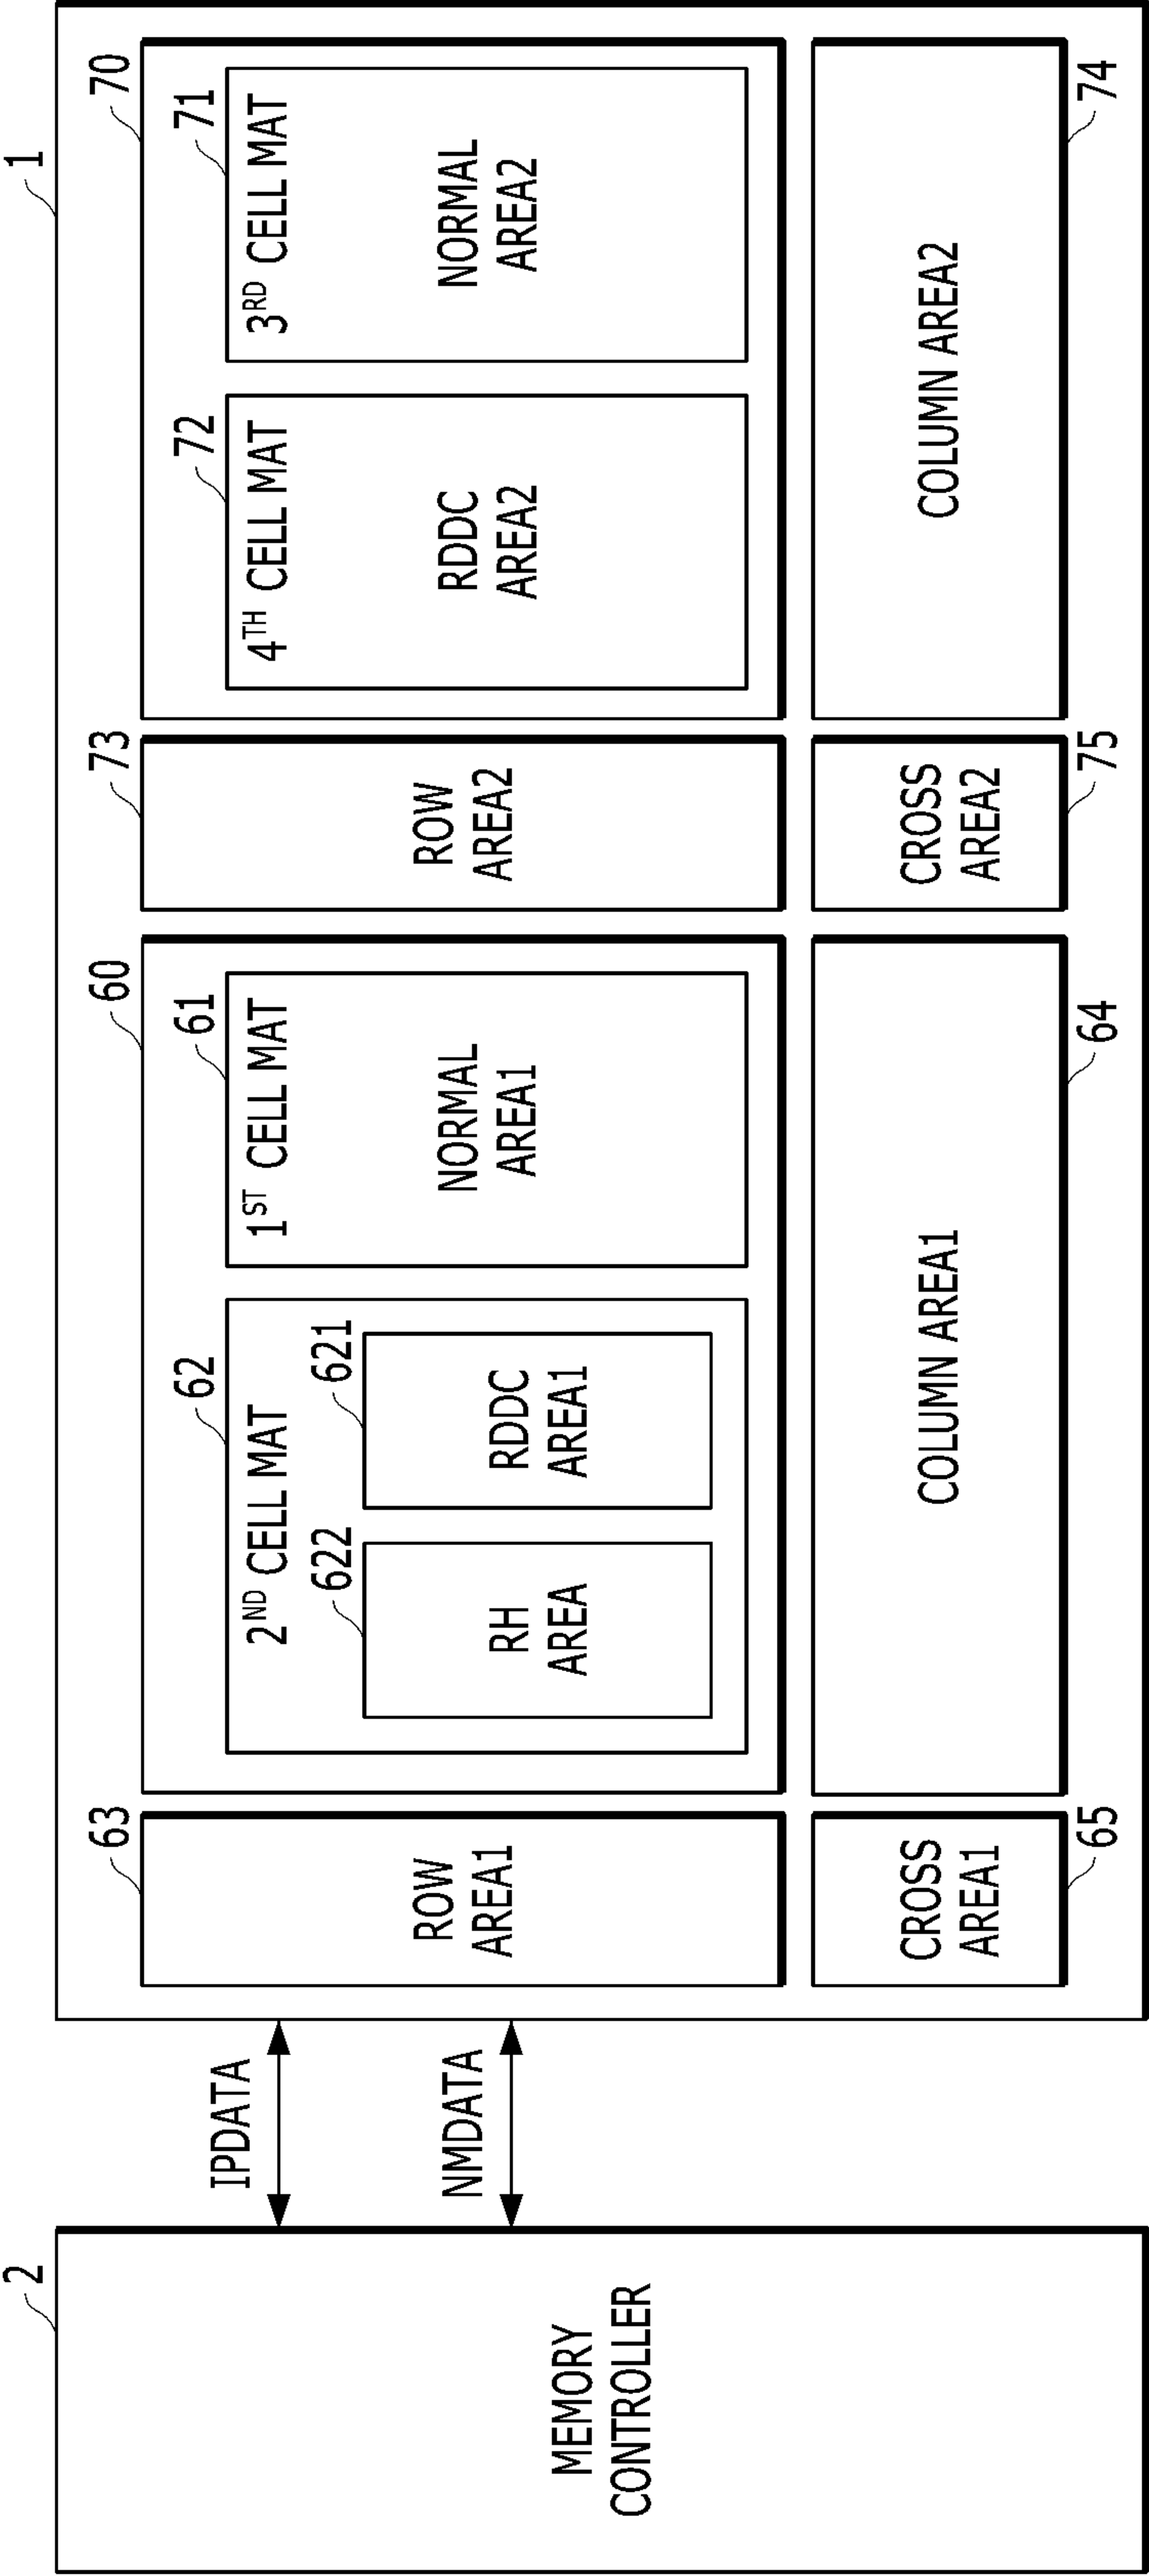 1
2
MEMORY
CONTROLLER
IPDATA
NMDATA
63
ROW
AREA1
60
62
2ND CELL MAT
622
RH
AREA
621
RDDC
AREA1
61
1ST CELL MAT
NORMAL
AREA1
73
ROW
AREA2
70
72
4TH CELL MAT
RDDC
AREA2
71
3RD CELL MAT
NORMAL
AREA2
CROSS
AREA1
65
COLUMN AREA1
64
CROSS
AREA2
75
COLUMN AREA2
74